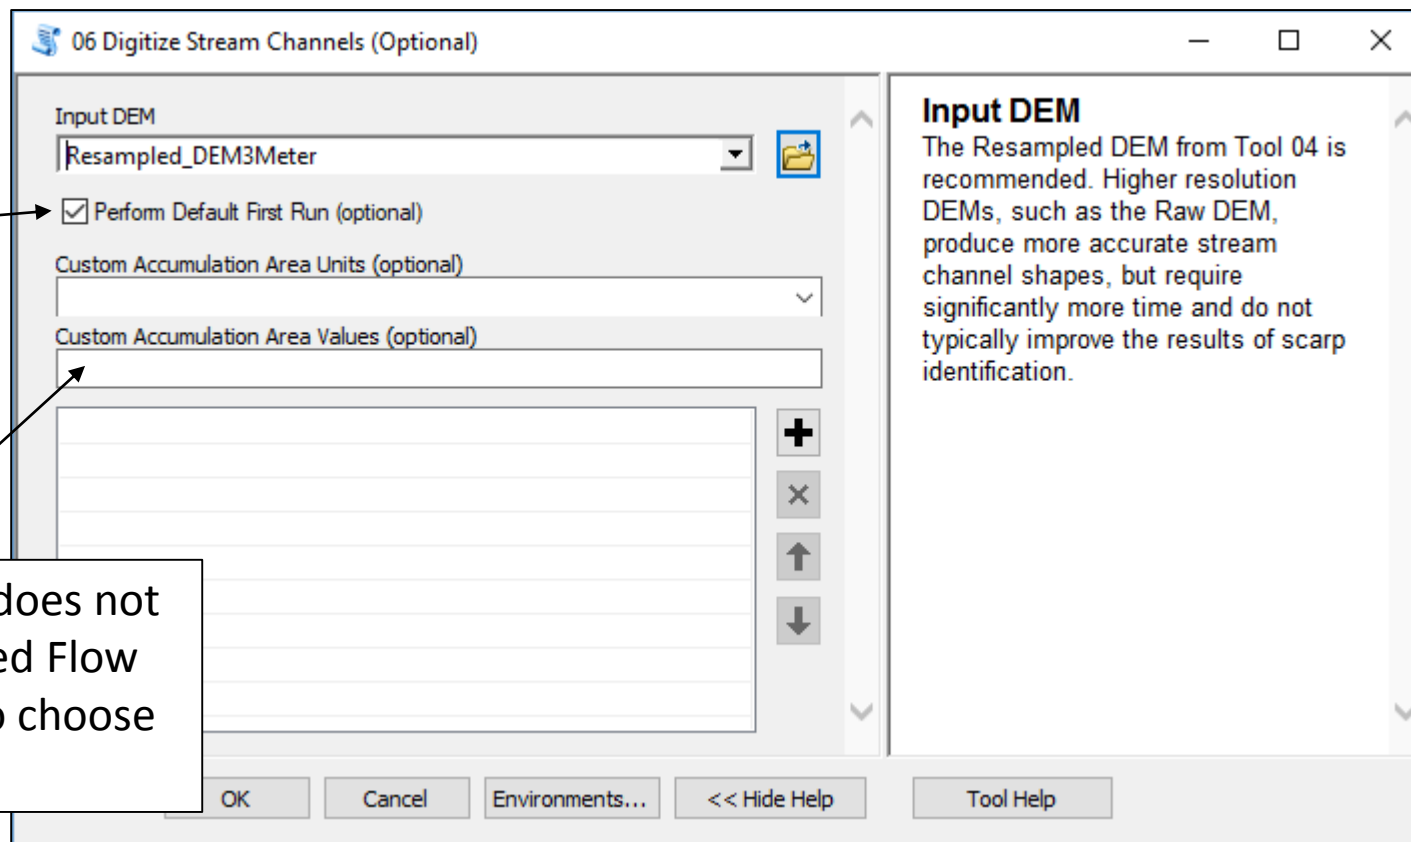 06 Digitize Stream Channels (Optional)
Input DEM
Resampled_DEM3Meter
Perform Default First Run (optional)
Custom Accumulation Area Units (optional)
Custom Accumulation Area Values (optional)
does not
ed Flow
choose
OK
Cancel
Environments...
<< Hide Help
Input DEM
The Resampled DEM from Tool 04 is
recommended. Higher resolution
DEMs, such as the Raw DEM,
produce more accurate stream
channel shapes, but require
significantly more time and do not
typically improve the results of scarp
identification.
Tool Help